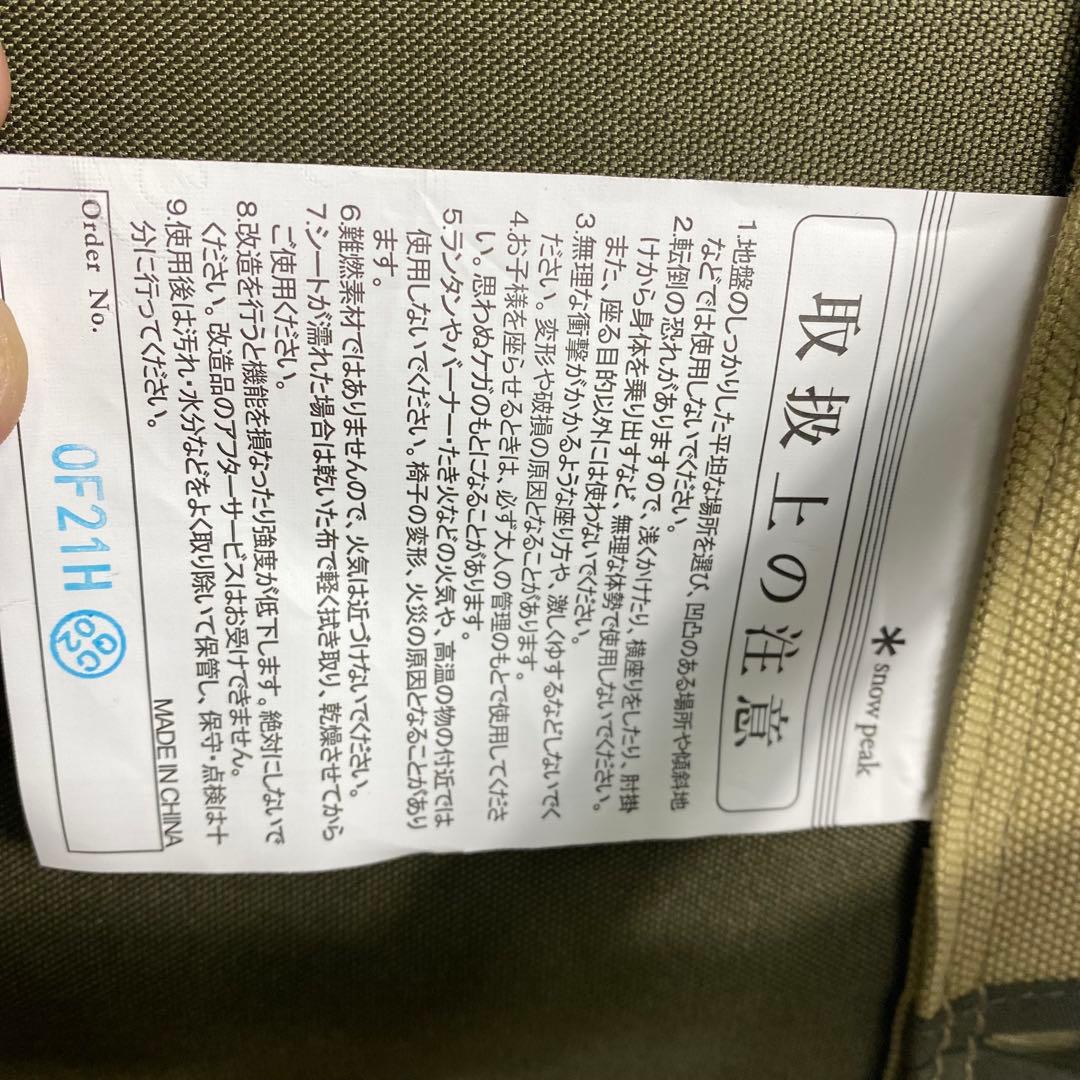 *snow peak
取扱上の注意
1.地盤のしっかりした平坦な場所を選び、凹凸のある場所や傾斜地
などでは使用しないでください。
2.転倒の恐れがありますので、浅くかけたり、横座りをしたり、肘掛
けから身体を乗り出すなど、無理な体勢で使用しないでください。
また、座る目的以外には使わないでください。
3.無理な衝撃がかかるような座り方や、激しくゆするなどしないでく
ださい。変形や破損の原因となることがあります。
4.お子様を座らせるときは、必ず大人の管理のもとで使用してくださ
い。思わぬケガのもとになることがあります。
5.ランタンやバーナー・たき火などの火気や、高温の物の付近では
使用しないでください。椅子の変形、火災の原因となることがあり
ます。
6.難燃素材ではありませんので、火気は近づけないでください。
7.シートが濡れた場合は乾いた布で軽く拭き取り、乾燥させてから
ご使用ください。
8.改造を行うと機能を損なったり強度が低下します。絶対にしないで
ください。改造品のアフターサービスはお受けできません。
9.使用後は汚れ・水分などをよく取り除いて保管し、保守・点検は十
分に行ってください。
MADE IN CHINA
Order No.
OF21H